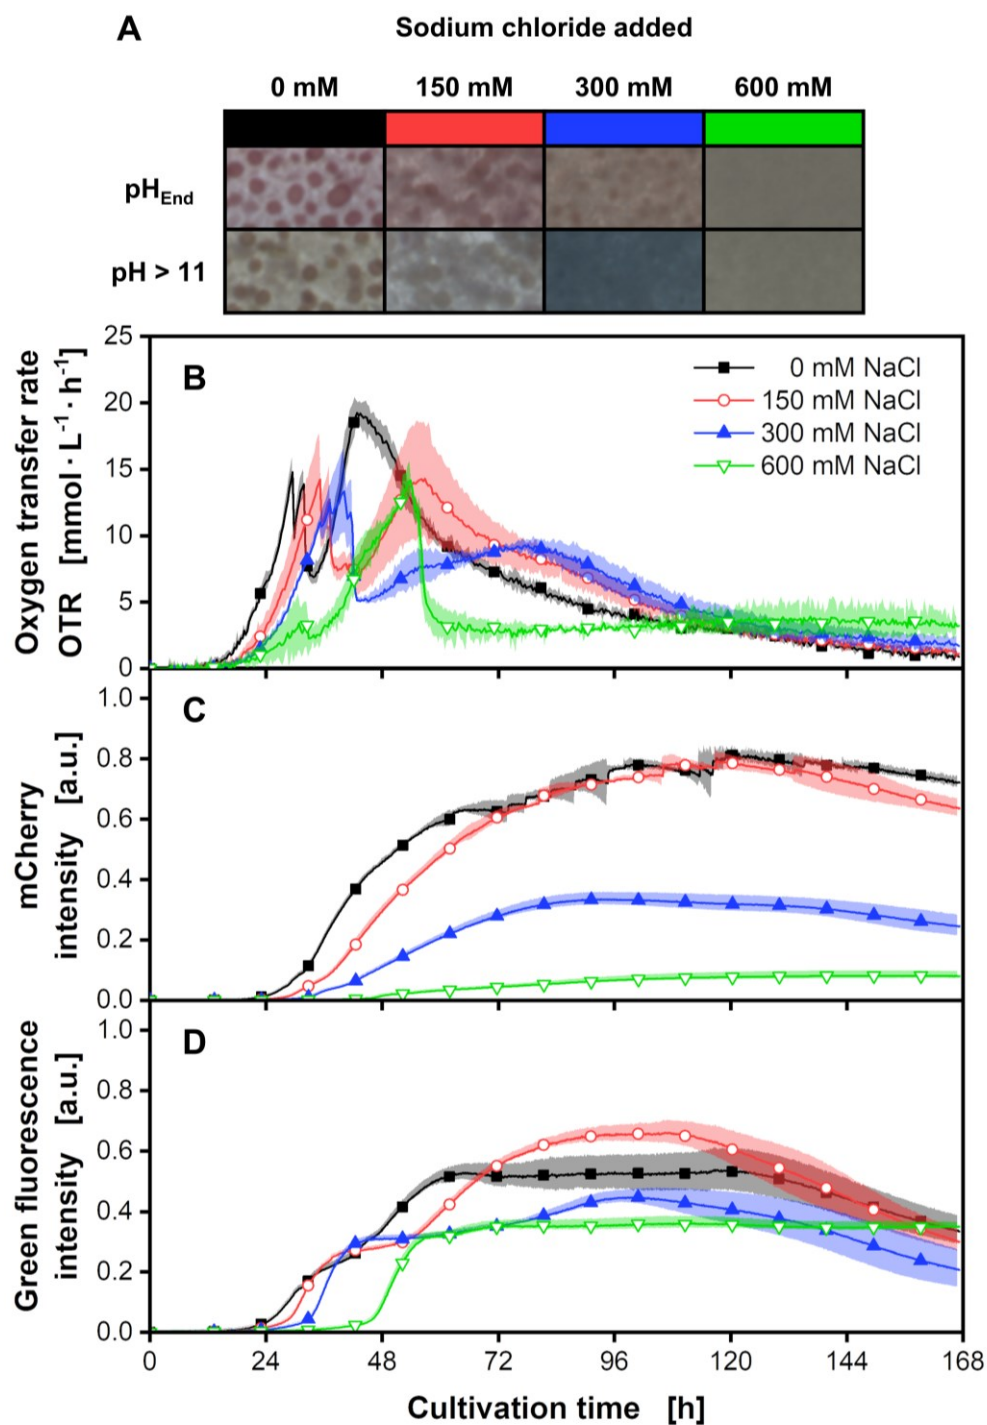 A
Sodium chloride added
0 mM 150 mM 300 mM 600 mM
pHEnd
pH > 11
B
Oxygen transfer rate
OTR [mmol · L⁻¹ · h⁻¹]
25
20
15
10
5
0
0 mM NaCl
150 mM NaCl
300 mM NaCl
600 mM NaCl
C
mCherry
intensity [a.u.]
1.0
0.8
0.6
0.4
0.2
0.0
D
Green fluorescence
intensity [a.u.]
1.0
0.8
0.6
0.4
0.2
0.0
0 24 48 72 96 120 144 168
Cultivation time [h]